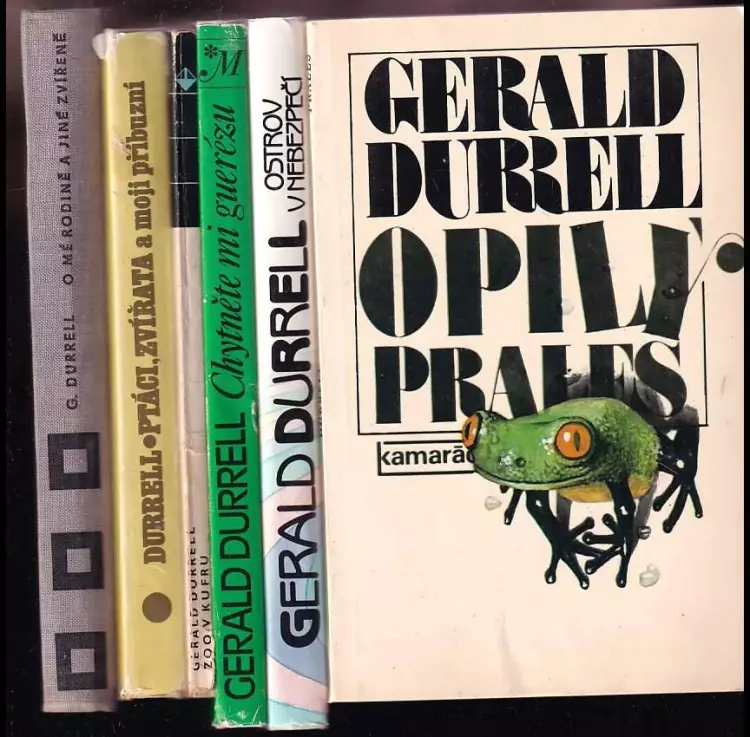 G. DURRELL O MÉ RODINĚ A JINÉ ZVÍŘENĚ
DURRELL • PTÁCI, ZVÍŘATA a moji příbuzní
GERALD DURRELL
ZOO V KUFRU
*M
GERALD DURRELL Chytněte mi guerézu
GERALD DURRELL OSTROV
V NEBEZPEČÍ
PRALES
GERALD
DURRELL
OPILÝ
PRALES
kamarád